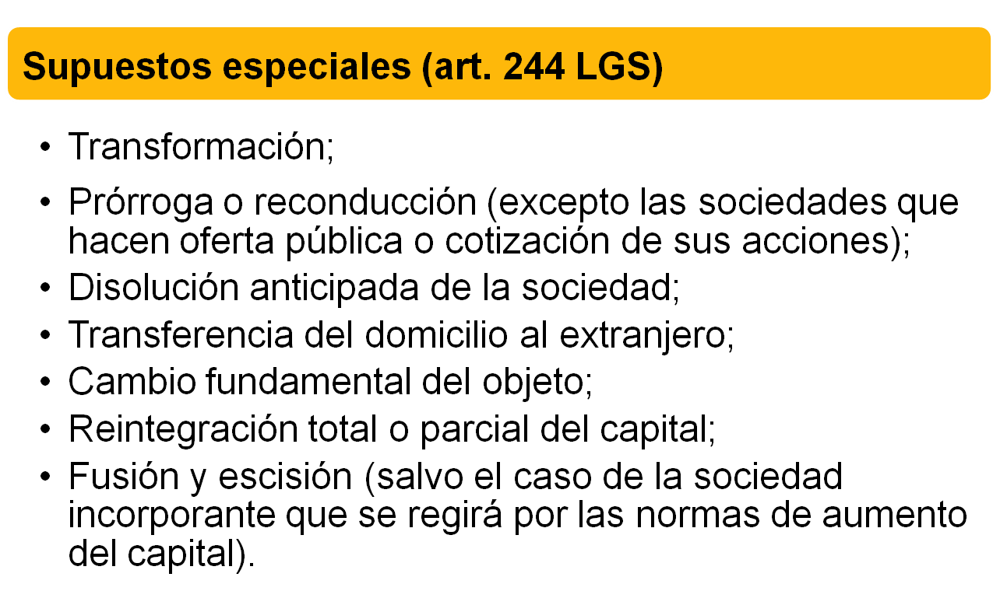 Supuestos especiales (art. 244 LGS)
• Transformación;
• Prórroga o reconducción (excepto las sociedades que
hacen oferta pública o cotización de sus acciones);
• Disolución anticipada de la sociedad;
• Transferencia del domicilio al extranjero;
• Cambio fundamental del objeto;
• Reintegración total o parcial del capital;
• Fusión y escisión (salvo el caso de la sociedad
incorporante que se regirá por las normas de aumento
del capital).